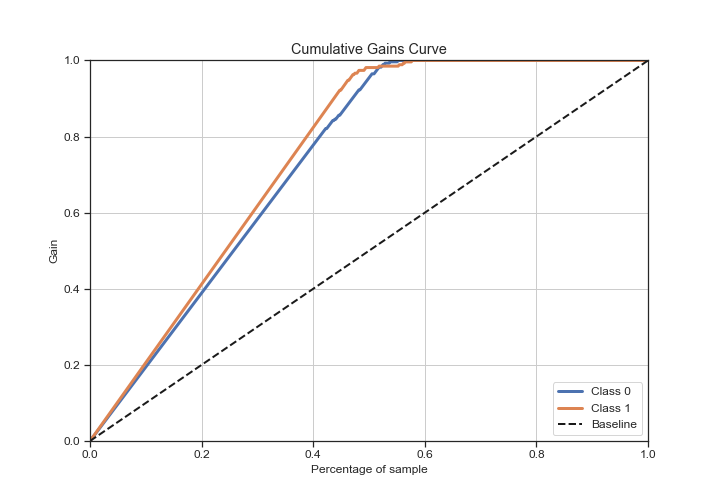 Cumulative Gains Curve
1.0
0.8
0.6
0.4
0.2
0.0
Gain
0.0 0.2 0.4 0.6 0.8 1.0
Percentage of sample
Class 0
Class 1
Baseline